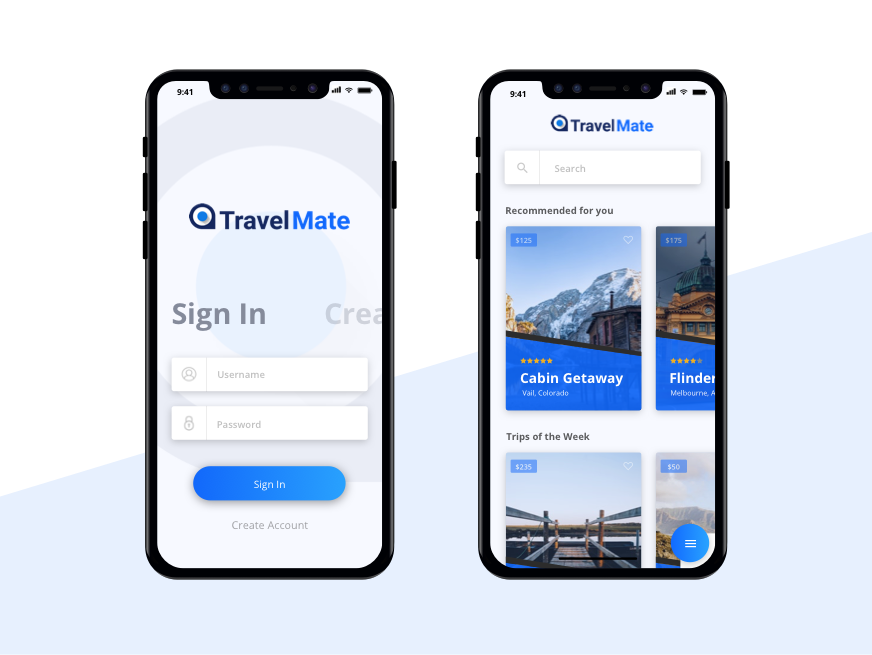 9:41
TravelMate
Sign In
Crea
Username
Password
Sign In
Create Account
9:41
TravelMate
Search
Recommended for you
$125
$175
Cabin Getaway
Vail, Colorado
Flinder
Melbourne, A
Trips of the Week
$235
$50